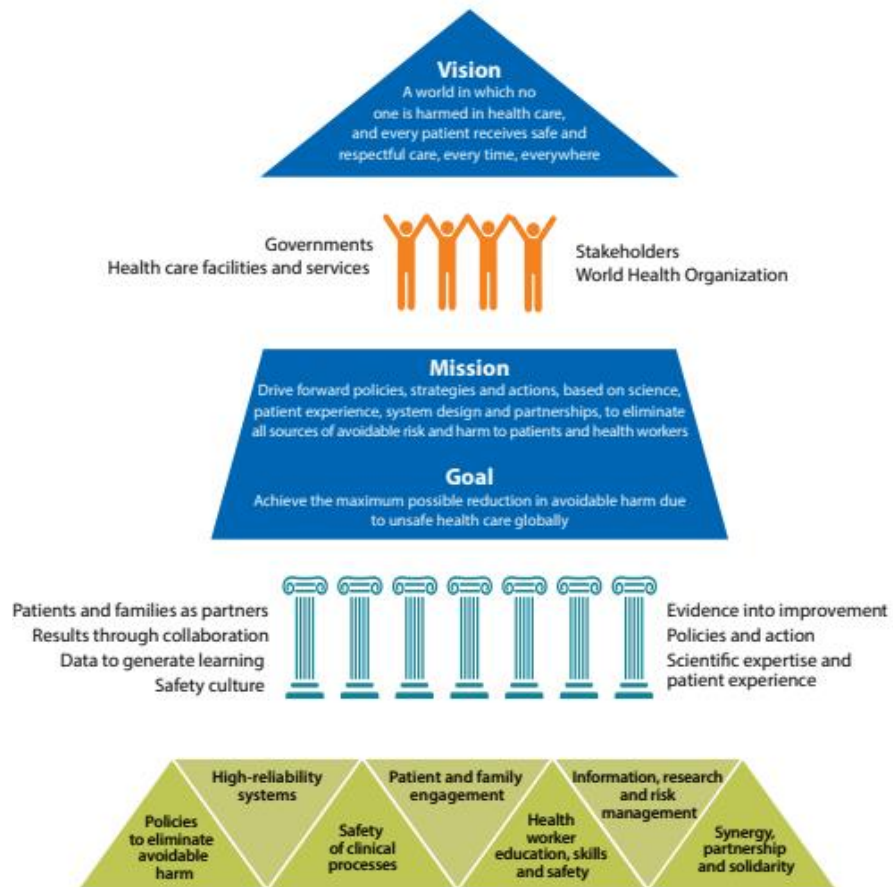 Vision
A world in which no
one is harmed in health care,
and every patient receives safe and
respectful care, every time, everywhere
Governments
Health care facilities and services
Stakeholders
World Health Organization
Mission
Drive forward policies, strategies and actions, based on science,
patient experience, system design and partnerships, to eliminate
all sources of avoidable risk and harm to patients and health workers
Goal
Achieve the maximum possible reduction in avoidable harm due
to unsafe health care globally
Patients and families as partners
Results through collaboration
Data to generate learning
Safety culture
Evidence into improvement
Policies and action
Scientific expertise and
patient experience
Policies
to eliminate
avoidable
harm
High-reliability
systems
Safety
of clinical
processes
Patient and family
engagement
Health
worker
education, skills
and safety
Information, research
and risk
management
Synergy,
partnership
and solidarity